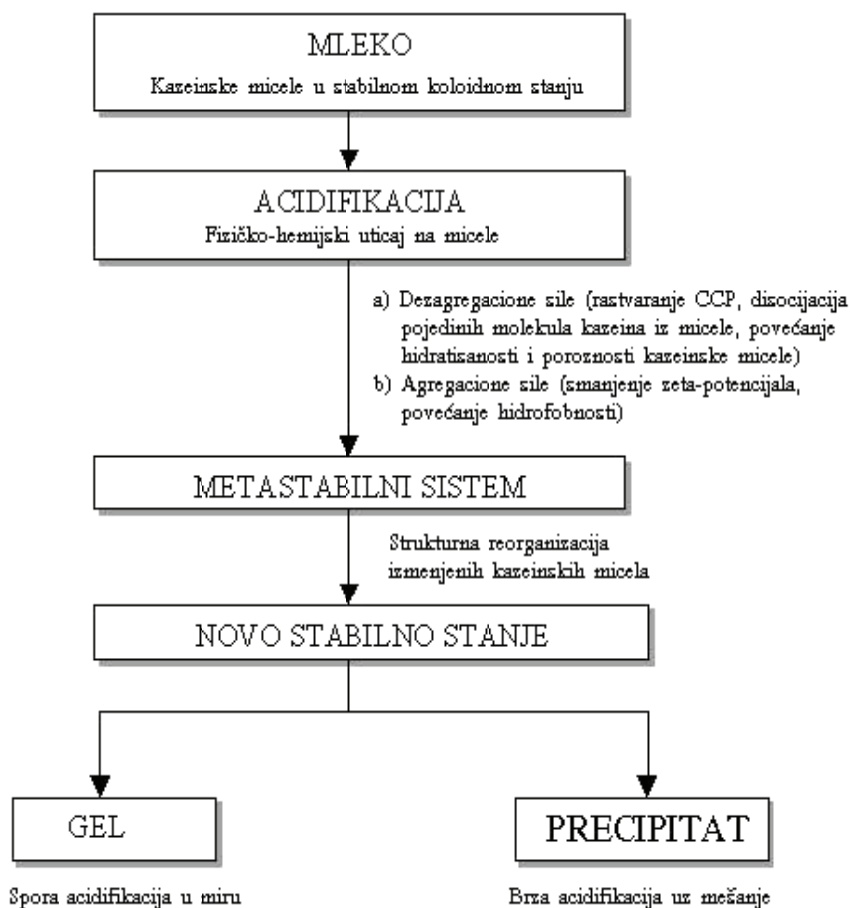 MLEKO
Kazeinske micele u stabilnom koloidnom stanju
ACIDIFIKACIJA
Fizičko-hemijski uticaj na micele
a) Dezagregacione sile (rastvaranje CCP, disocijacija
pojedinih molekula kazeina iz micele, povećanje
hidratisanosti i poroznosti kazeinske micele)
b) Agregacione sile (smanjenje zeta-potencijala,
povećanje hidrofobnosti)
METASTABILNI SISTEM
Strukturna reorganizacija
izmenjenih kazeinskih micela
NOVO STABILNO STANJE
GEL
PRECIPITAT
Spora acidifikacija u miru
Brza acidifikacija uz mešanje